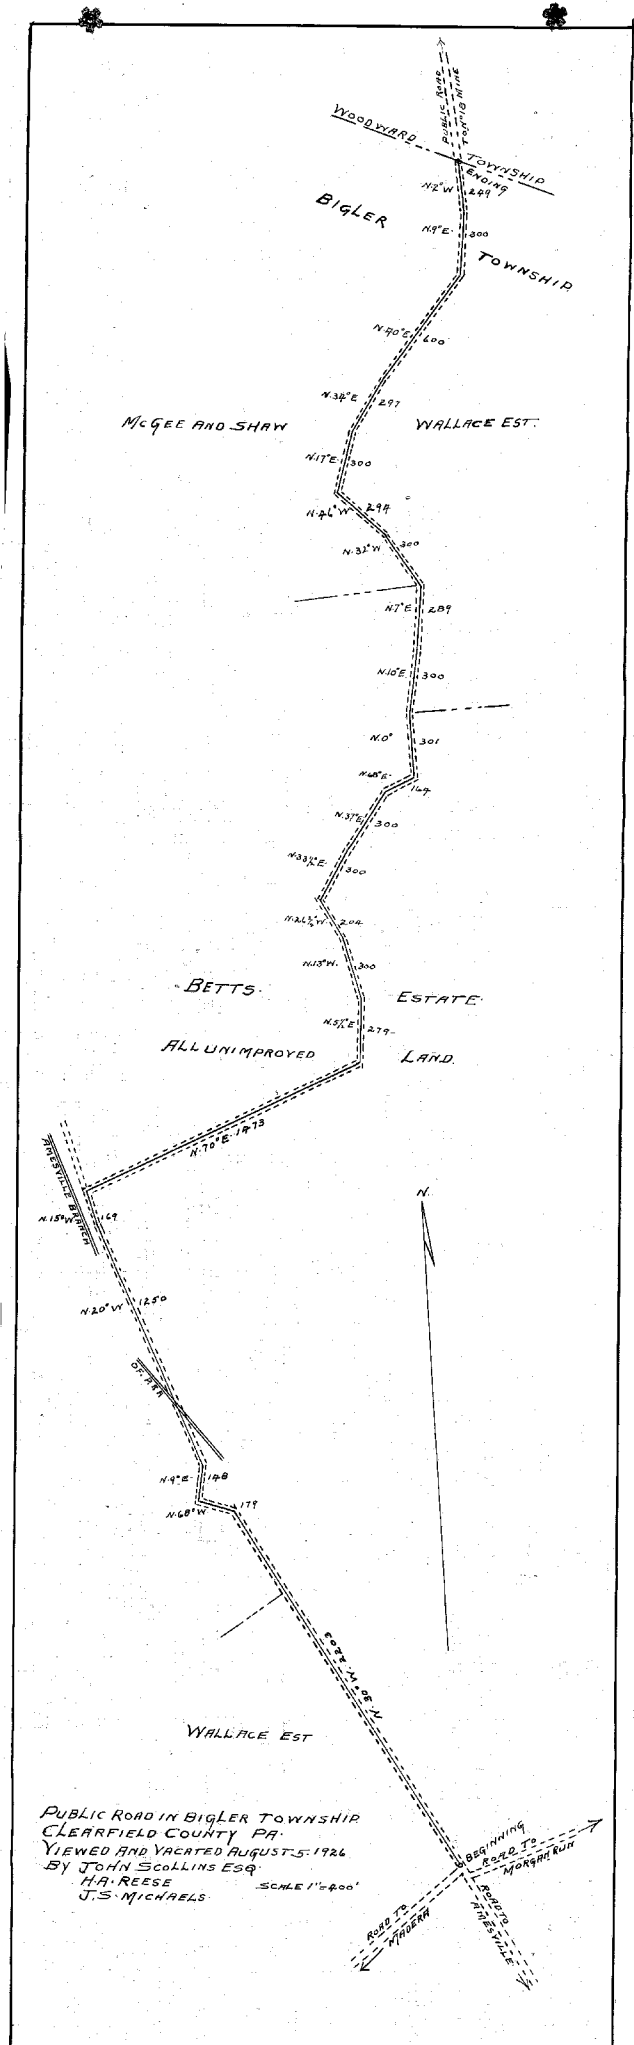 PUBLIC ROAD
TO N° 18 MINE
WOODWARD
TOWNSHIP
ENDING
N.2°W 249
BIGLER
N.9°E. 300
TOWNSHIP.
N.40°E. 600
N.34°E 297
McGEE AND SHAW
WALLACE EST.
N.17°E. 300
N.46°W 294
N.32°W 300
N.7°E 289
N.10°E. 300
N.0° 301
N.68°E. 164
N.37°E. 300
N.33½°E. 300
N.26½°W. 204
N.13°W. 300
BETTS.
ESTATE.
N.5½°E 279
ALL UNIMPROVED
LAND.
N.70°E. 1473
AMESVILLE BRANCH
N.
N.15°W 169
N.20°W 1250
OF. P.RR
N.9°E. 148
N.68°W 179
N.30°W. 2203
WALLACE EST
PUBLIC ROAD IN BIGLER TOWNSHIP
CLEARFIELD COUNTY PA.
VIEWED AND VACATED AUGUST 5. 1926
BY JOHN SCOLLINS ESQ.
H.A. REESE
SCALE 1"=400'
J.S. MICHAELS
BEGINNING
ROAD TO
MORGAN RUN
ROAD TO
MADERA
ROAD TO
AMESVILLE